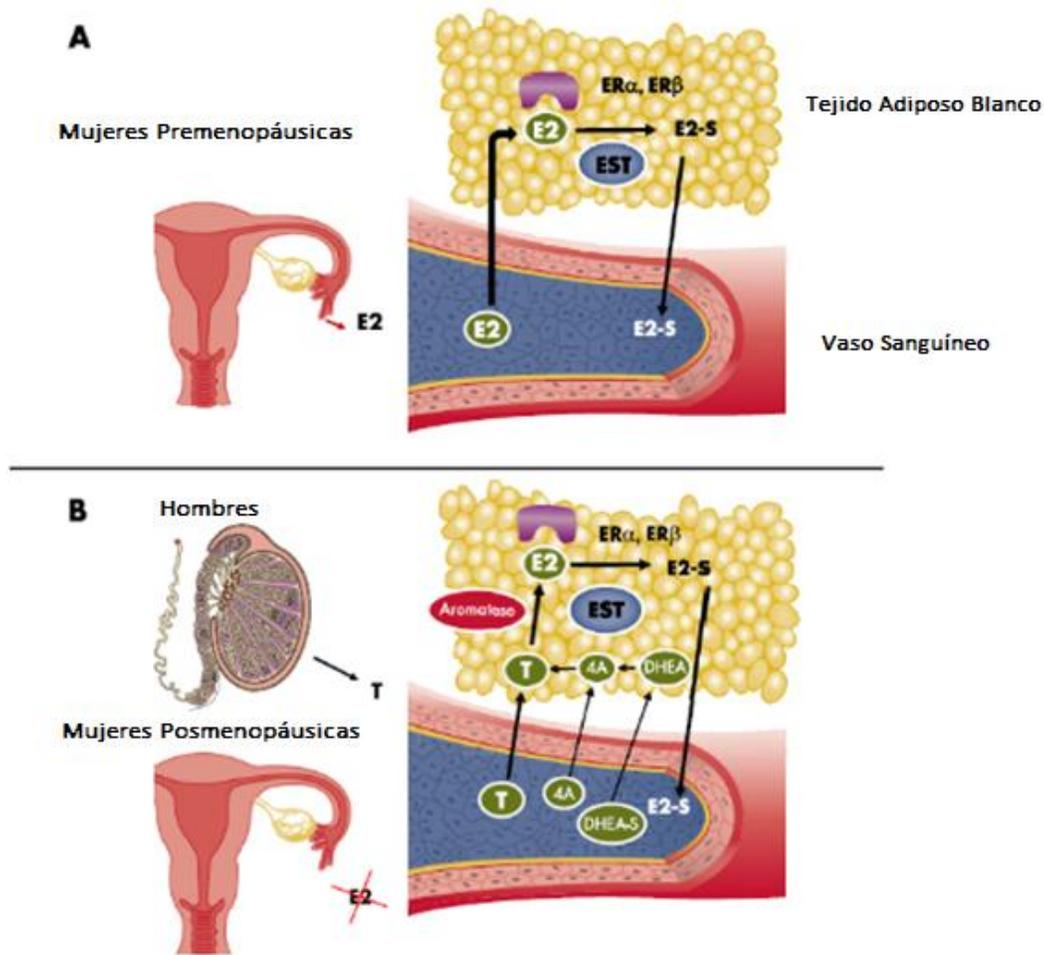 A
Mujeres Premenopáusicas
E2
ERα, ERβ
E2
E2-S
EST
E2
E2-S
Tejido Adiposo Blanco
Vaso Sanguíneo
B
Hombres
T
Mujeres Posmenopáusicas
E2
ERα, ERβ
E2
E2-S
Aromatasa
EST
T
4A
DHEA
T
4A
E2-S
DHEA-S